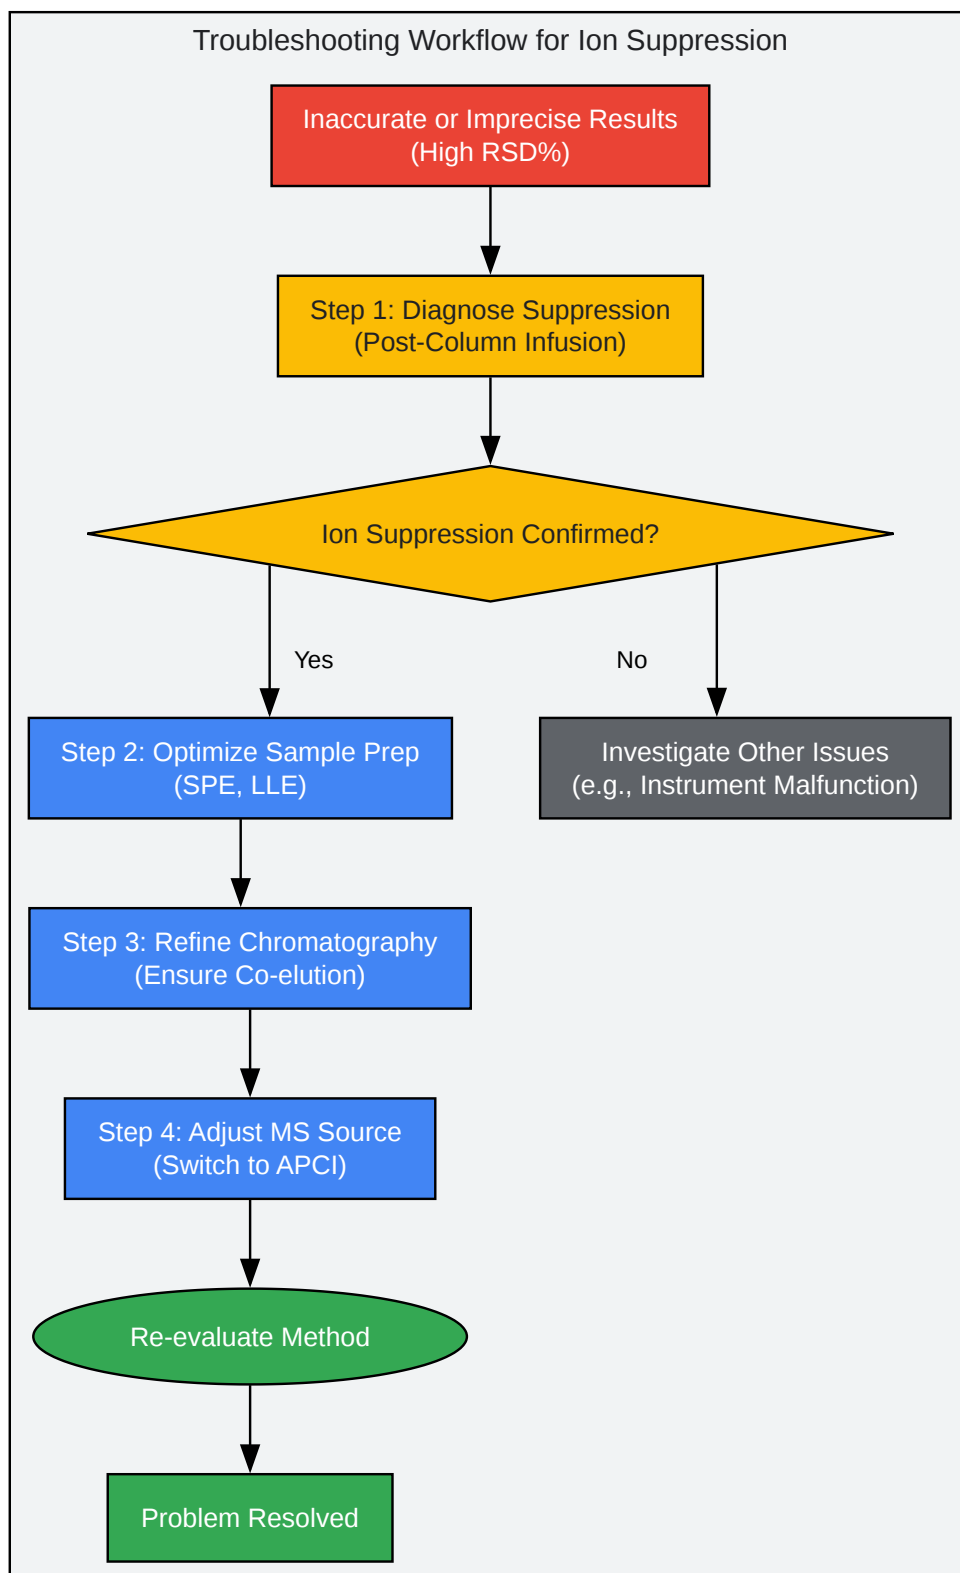 Troubleshooting Workflow for Ion Suppression
Inaccurate or Imprecise Results
(High RSD%)
Step 1: Diagnose Suppression
(Post-Column Infusion)
Ion Suppression Confirmed?
Yes
No
Step 2: Optimize Sample Prep
(SPE, LLE)
Investigate Other Issues
(e.g., Instrument Malfunction)
Step 3: Refine Chromatography
(Ensure Co-elution)
Step 4: Adjust MS Source
(Switch to APCI)
Re-evaluate Method
Problem Resolved